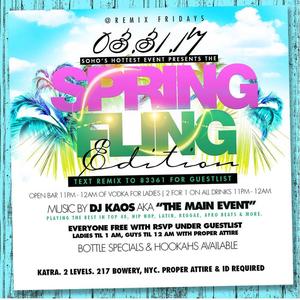 @ REMIX FRIDAYS
03.31.17
SOHO'S HOTTEST EVENT PRESENTS THE
SPRING
FLING
Edition
TEXT REMIX TO 83361 FOR GUESTLIST
OPEN BAR 11PM - 12AM OF VODKA FOR LADIES | 2 FOR 1 ON ALL DRINKS 11PM - 12AM
MUSIC BY DJ KAOS AKA "THE MAIN EVENT"
PLAYING THE BEST IN TOP 40, HIP HOP, LATIN, REGGAE, AFRO BEATS & MORE.
EVERYONE FREE WITH RSVP UNDER GUESTLIST
LADIES TIL 1 AM, GUYS TIL 12 AM WITH PROPER ATTIRE
BOTTLE SPECIALS & HOOKAHS AVAILABLE
KATRA. 2 LEVELS. 217 BOWERY, NYC. PROPER ATTIRE & ID REQUIRED